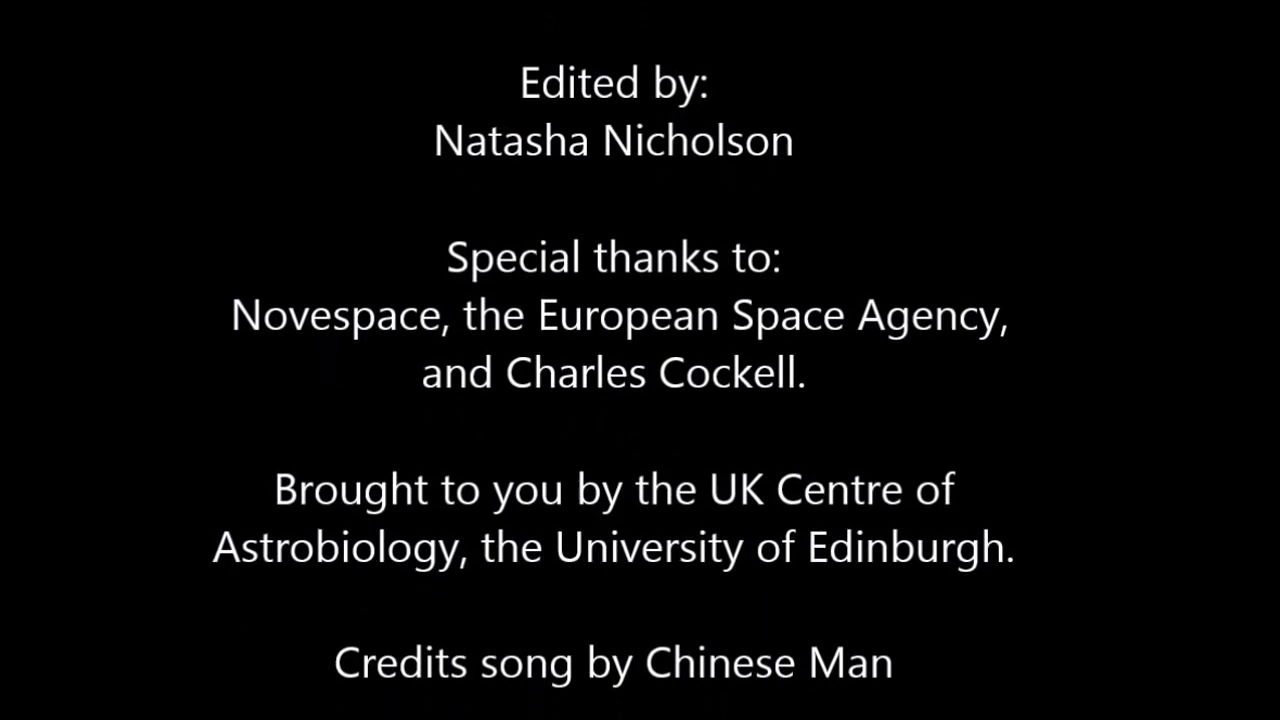 Edited by:
Natasha Nicholson
Special thanks to:
Novespace, the European Space Agency,
and Charles Cockell.
Brought to you by the UK Centre of
Astrobiology, the University of Edinburgh.
Credits song by Chinese Man